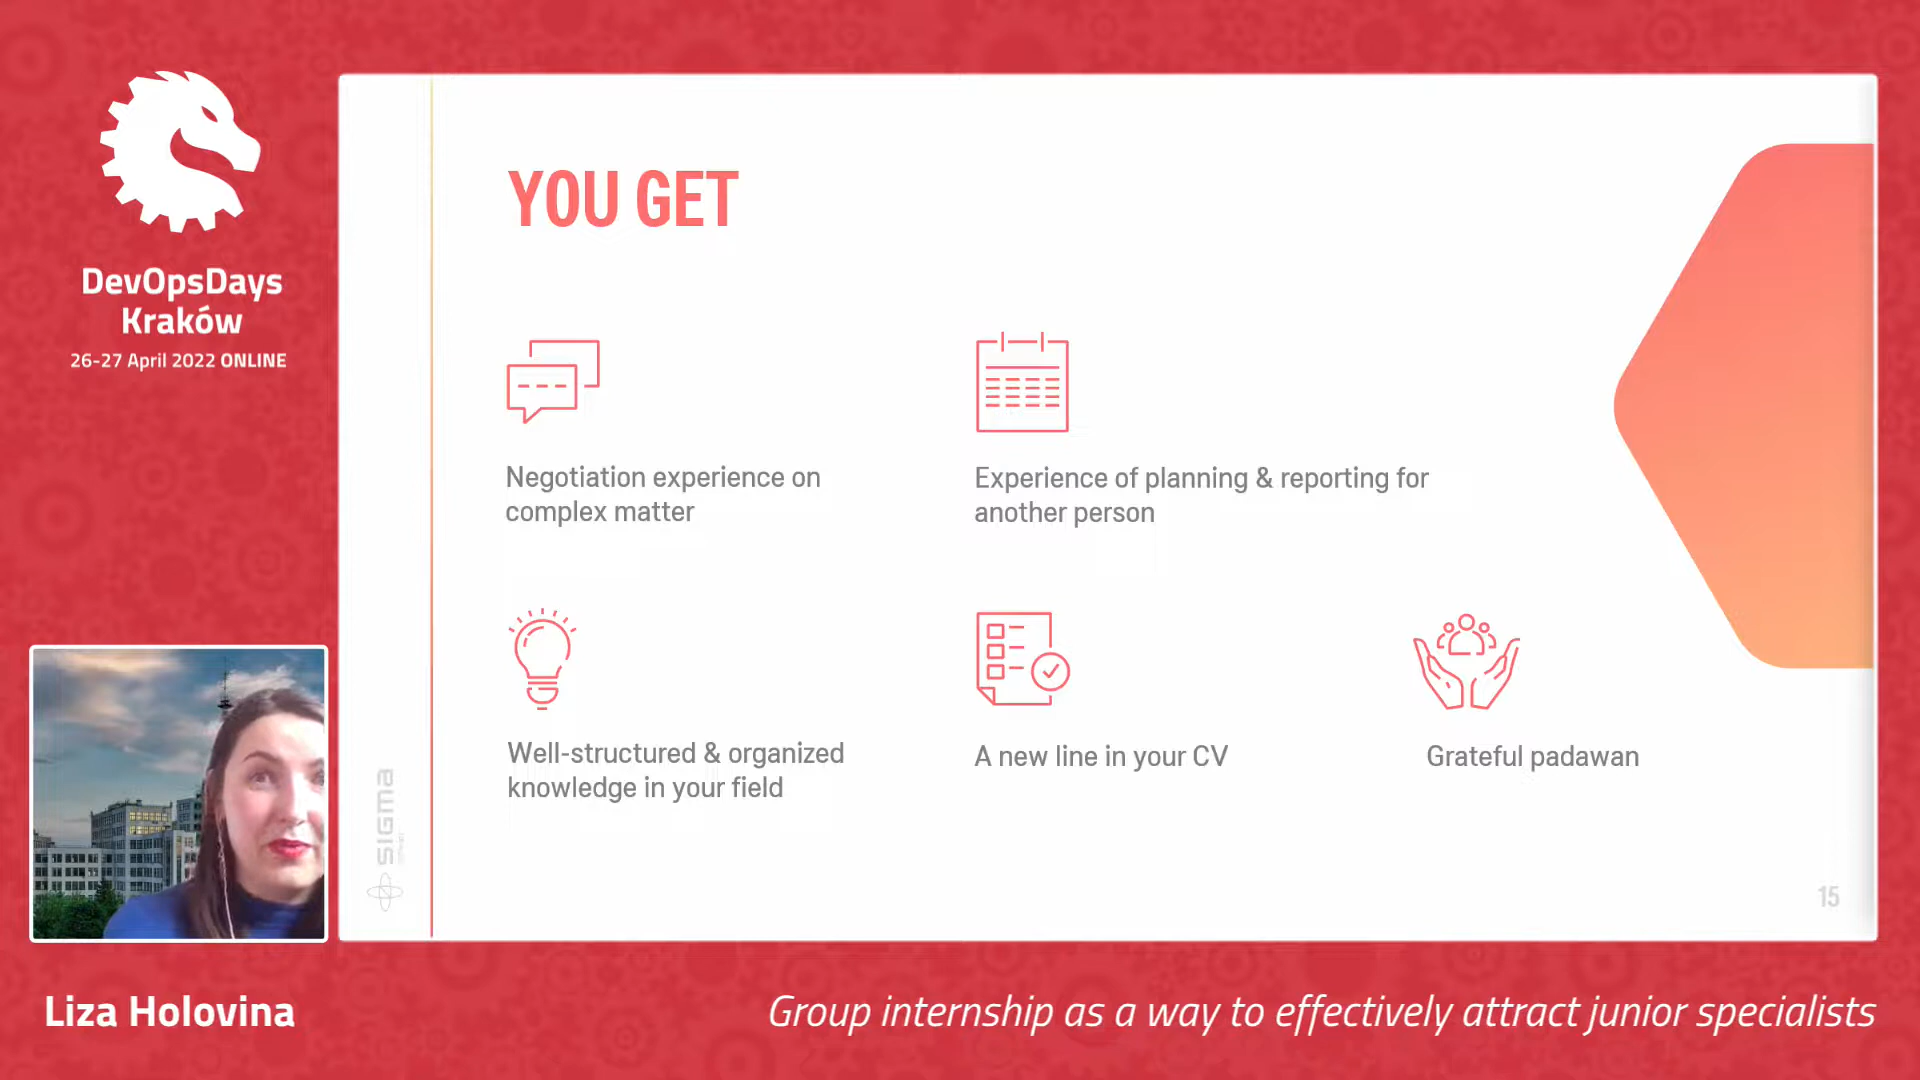 DevOpsDays
Kraków
26-27 April 2022 ONLINE
YOU GET
Negotiation experience on
complex matter
Experience of planning & reporting for
another person
Well-structured & organized
knowledge in your field
A new line in your CV
Grateful padawan
sigma
15
Liza Holovina
Group internship as a way to effectively attract junior specialists